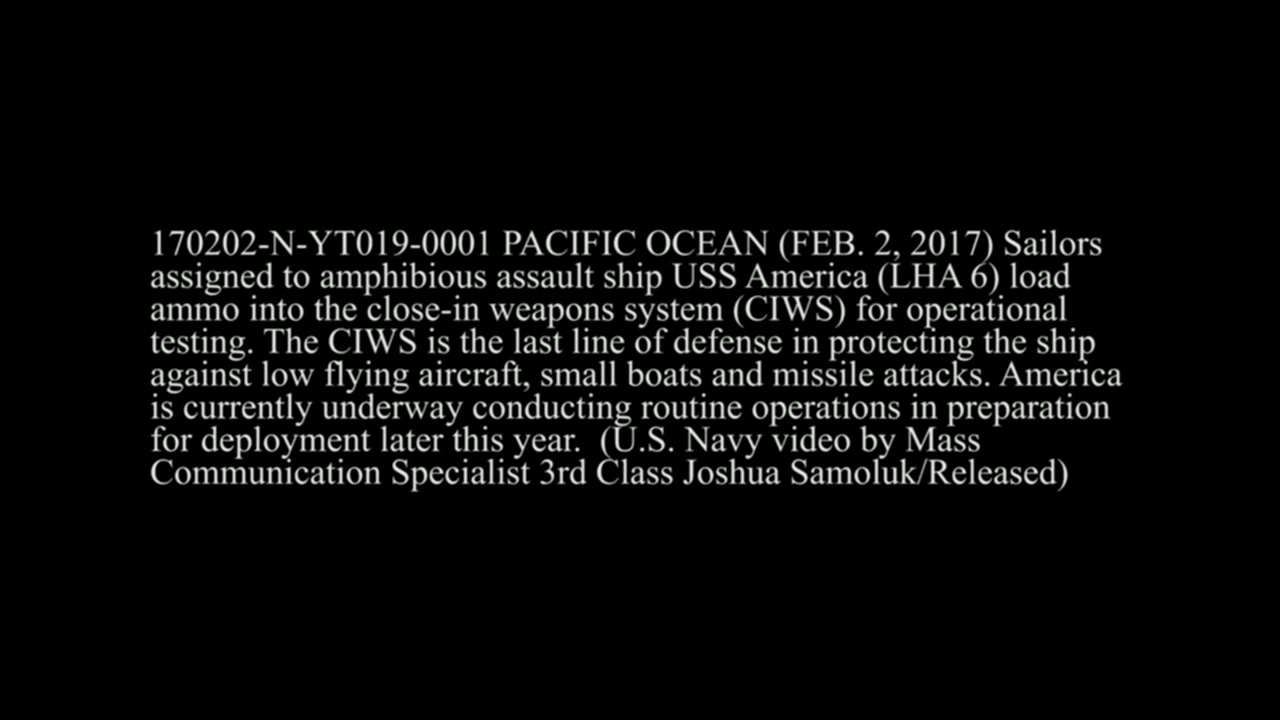 170202-N-YT019-0001 PACIFIC OCEAN (FEB. 2, 2017) Sailors
assigned to amphibious assault ship USS America (LHA 6) load
ammo into the close-in weapons system (CIWS) for operational
testing. The CIWS is the last line of defense in protecting the ship
against low flying aircraft, small boats and missile attacks. America
is currently underway conducting routine operations in preparation
for deployment later this year.  (U.S. Navy video by Mass
Communication Specialist 3rd Class Joshua Samoluk/Released)